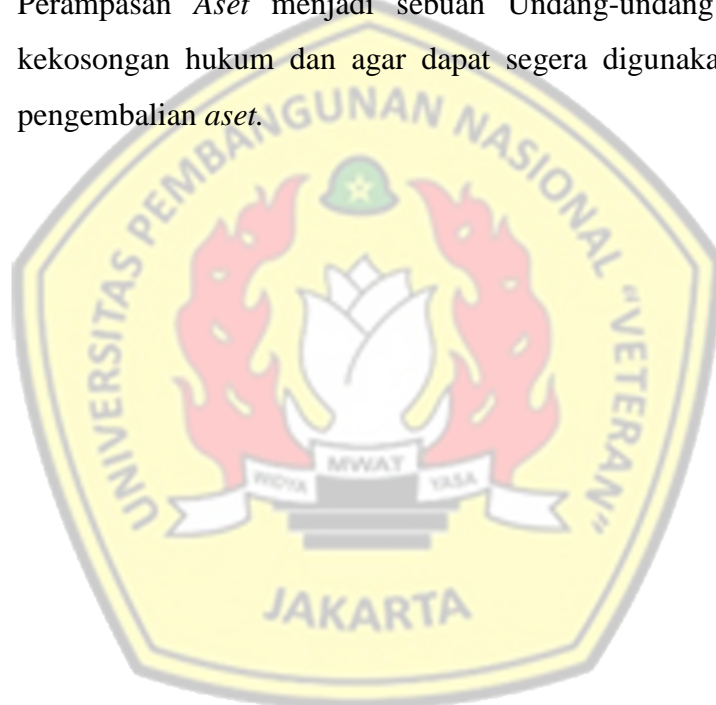 Perampasan Aset menjadi sebuah Undang-undang
kekosongan hukum dan agar dapat segera digunaka
pengembalian aset.
UNIVERSITAS PEMBANGUNAN NASIONAL "VETERAN"
WIDYA MWAT YASA
JAKARTA